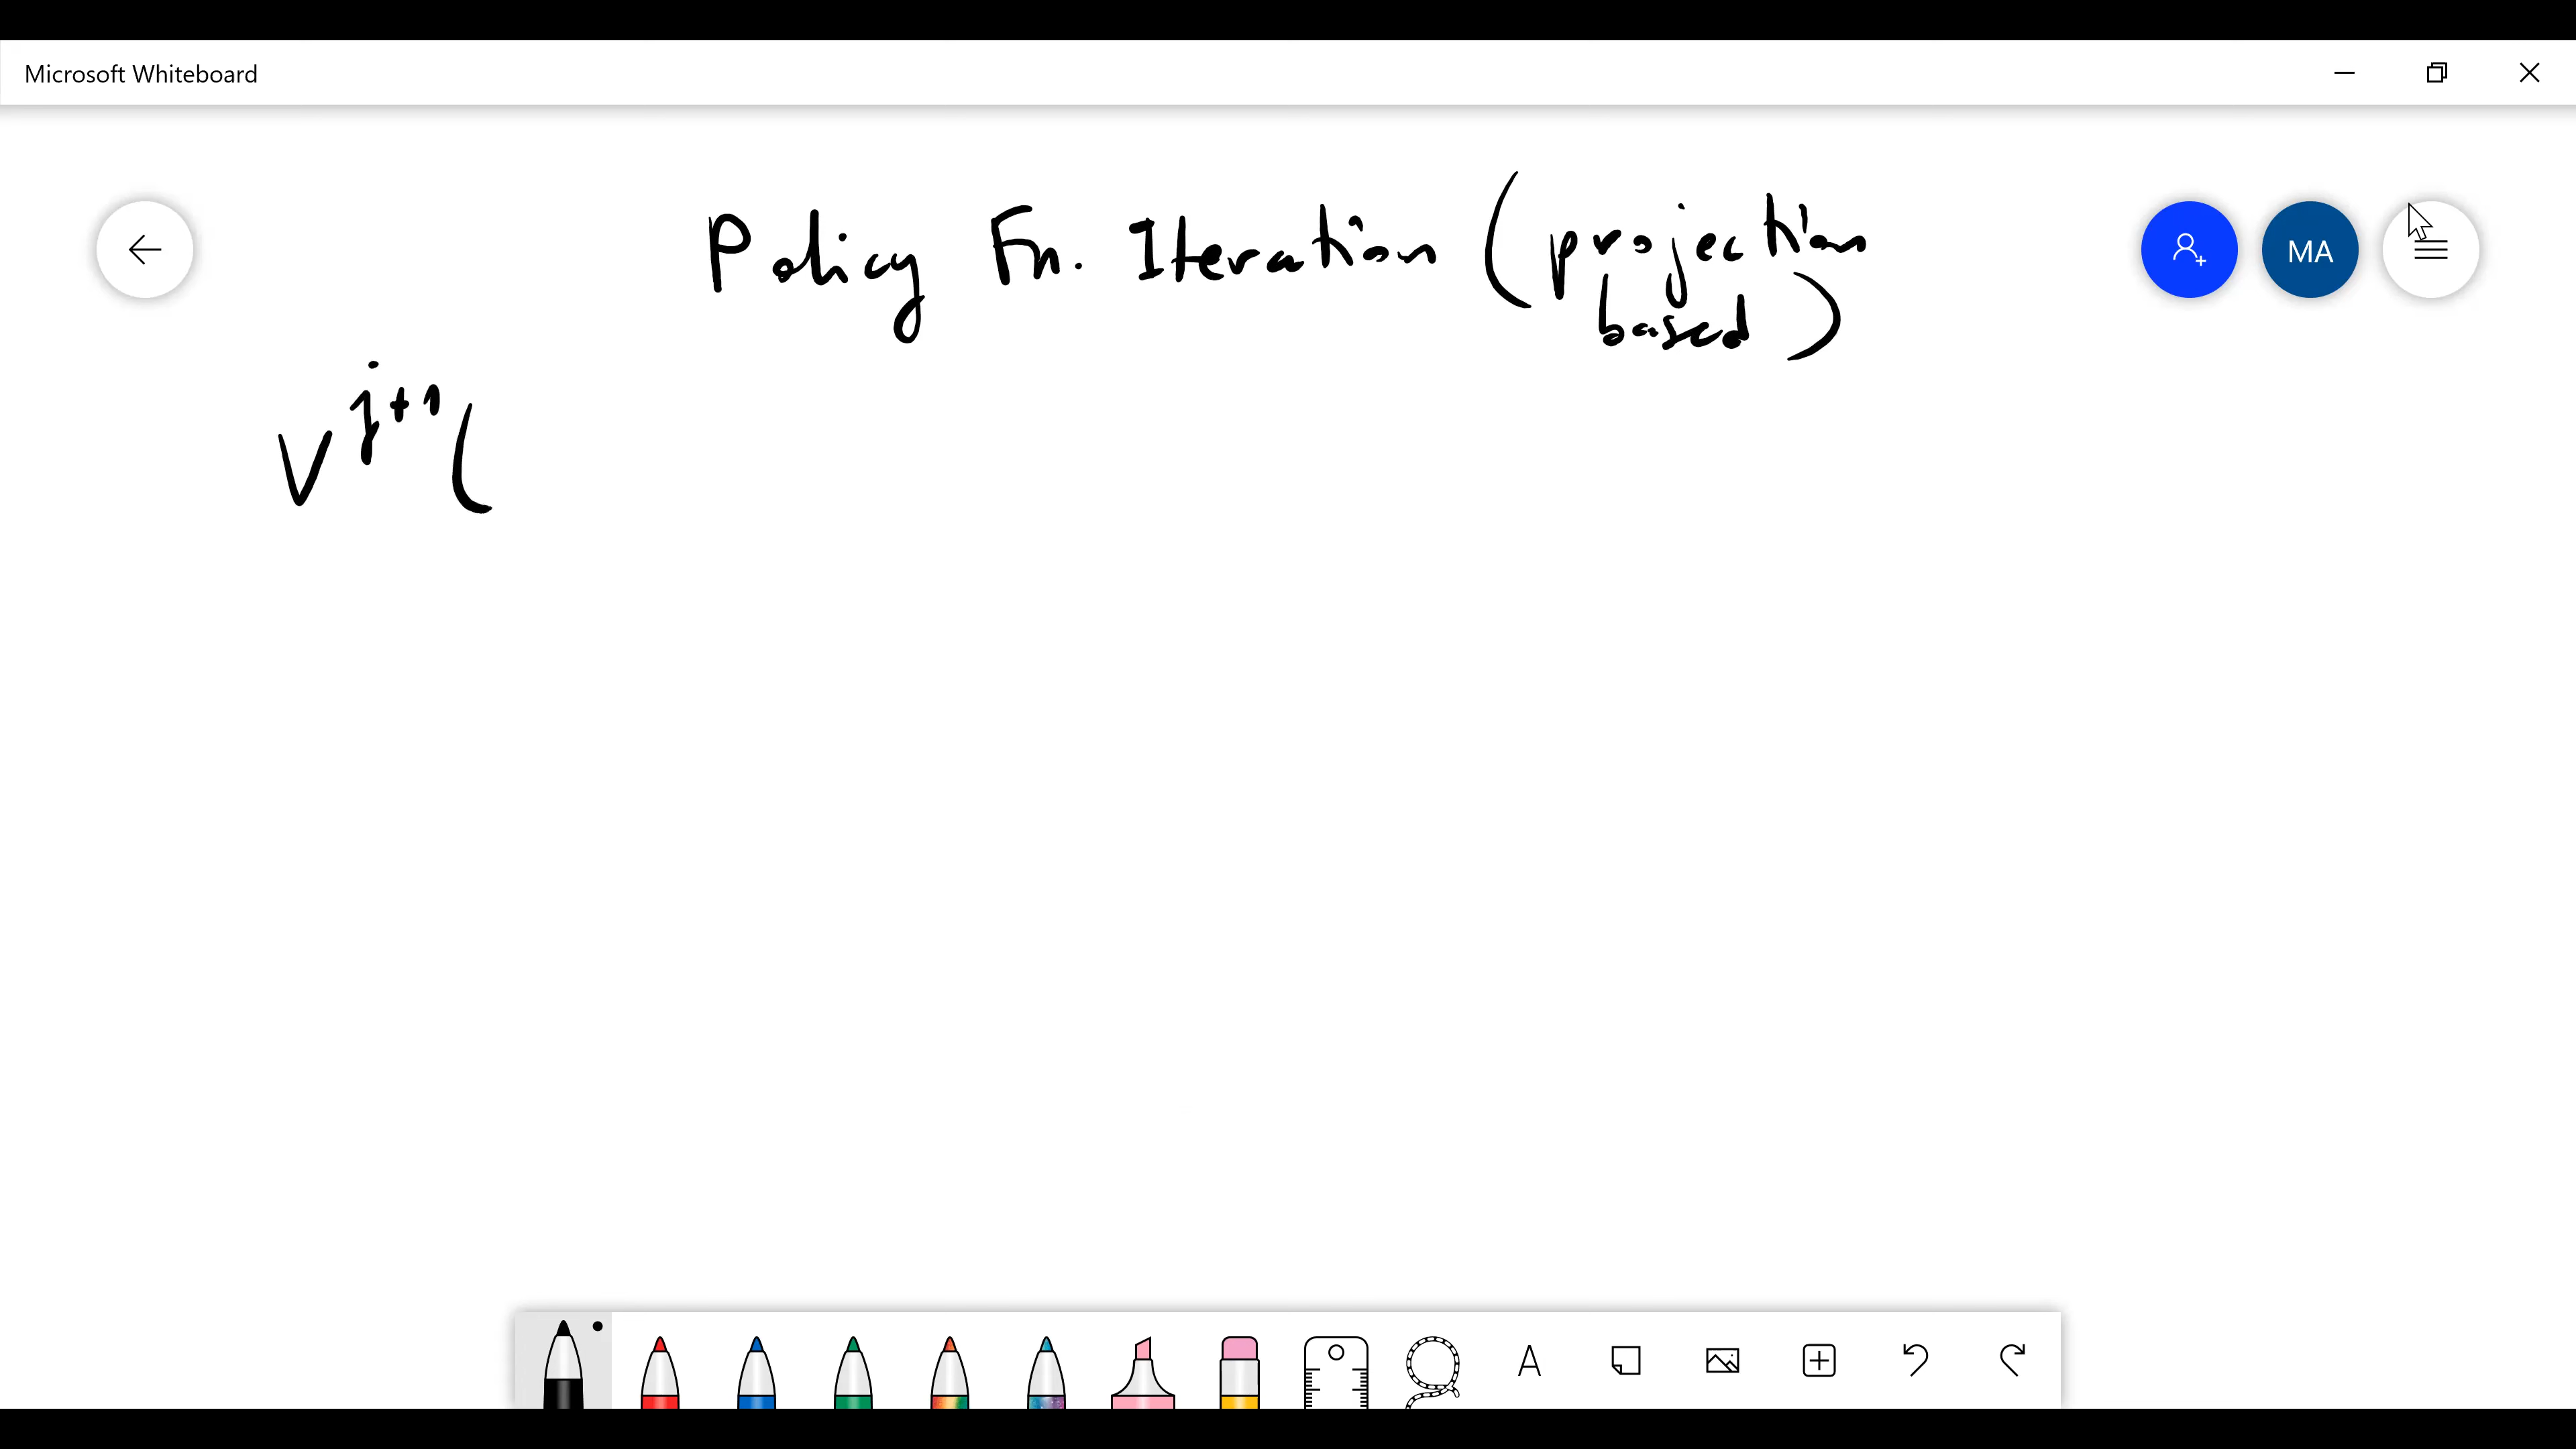 Microsoft Whiteboard
Policy Fn. Iteration (projection
based)
MA
V^{j+1}(
A